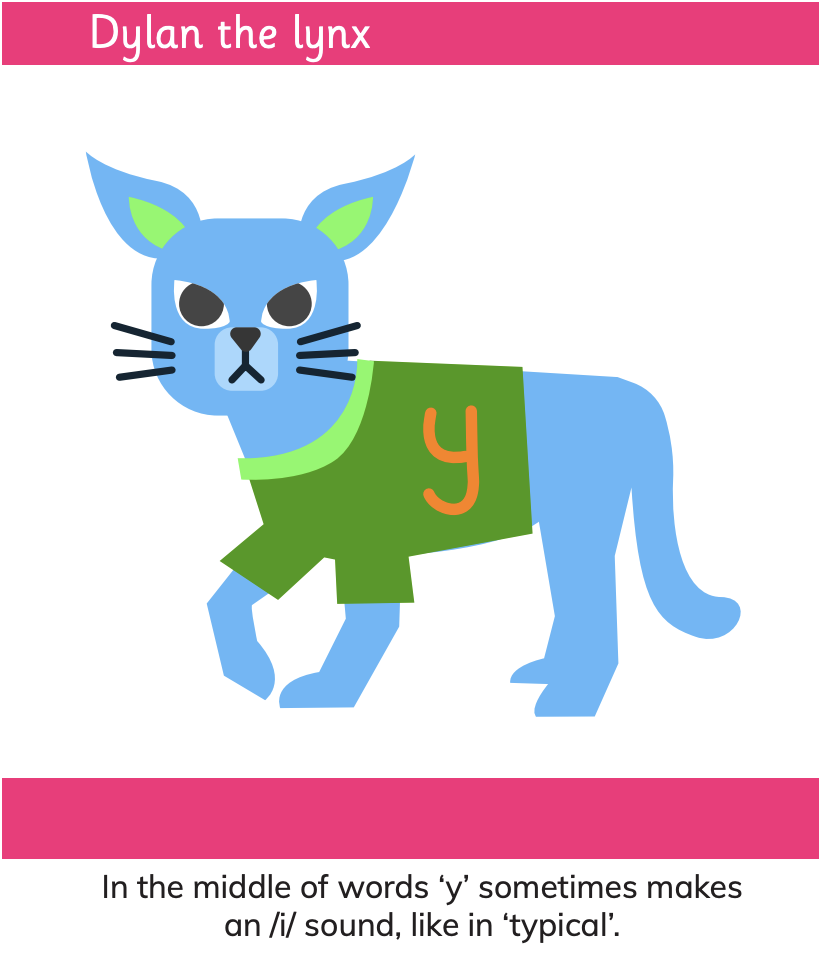 Dylan the lynx
y
In the middle of words ‘y’ sometimes makes
an /i/ sound, like in ‘typical’.